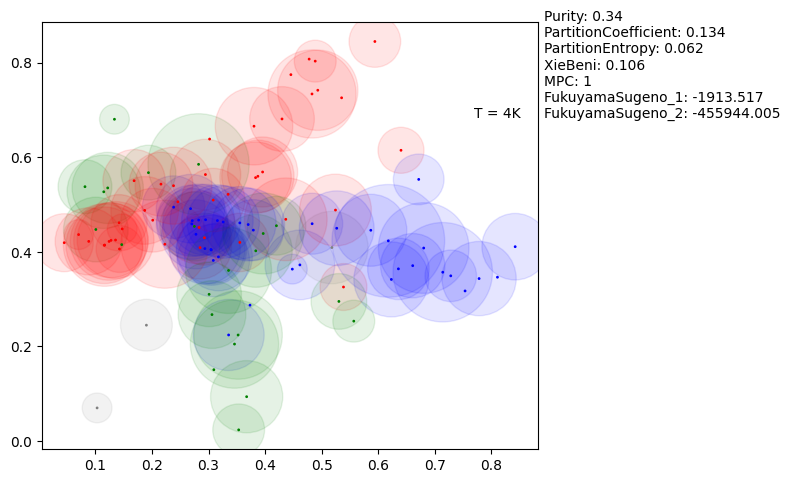 Purity: 0.34
PartitionCoefficient: 0.134
PartitionEntropy: 0.062
XieBeni: 0.106
MPC: 1
FukuyamaSugeno_1: -1913.517
FukuyamaSugeno_2: -455944.005
T = 4K
0.8
0.6
0.4
0.2
0.0
0.1 0.2 0.3 0.4 0.5 0.6 0.7 0.8